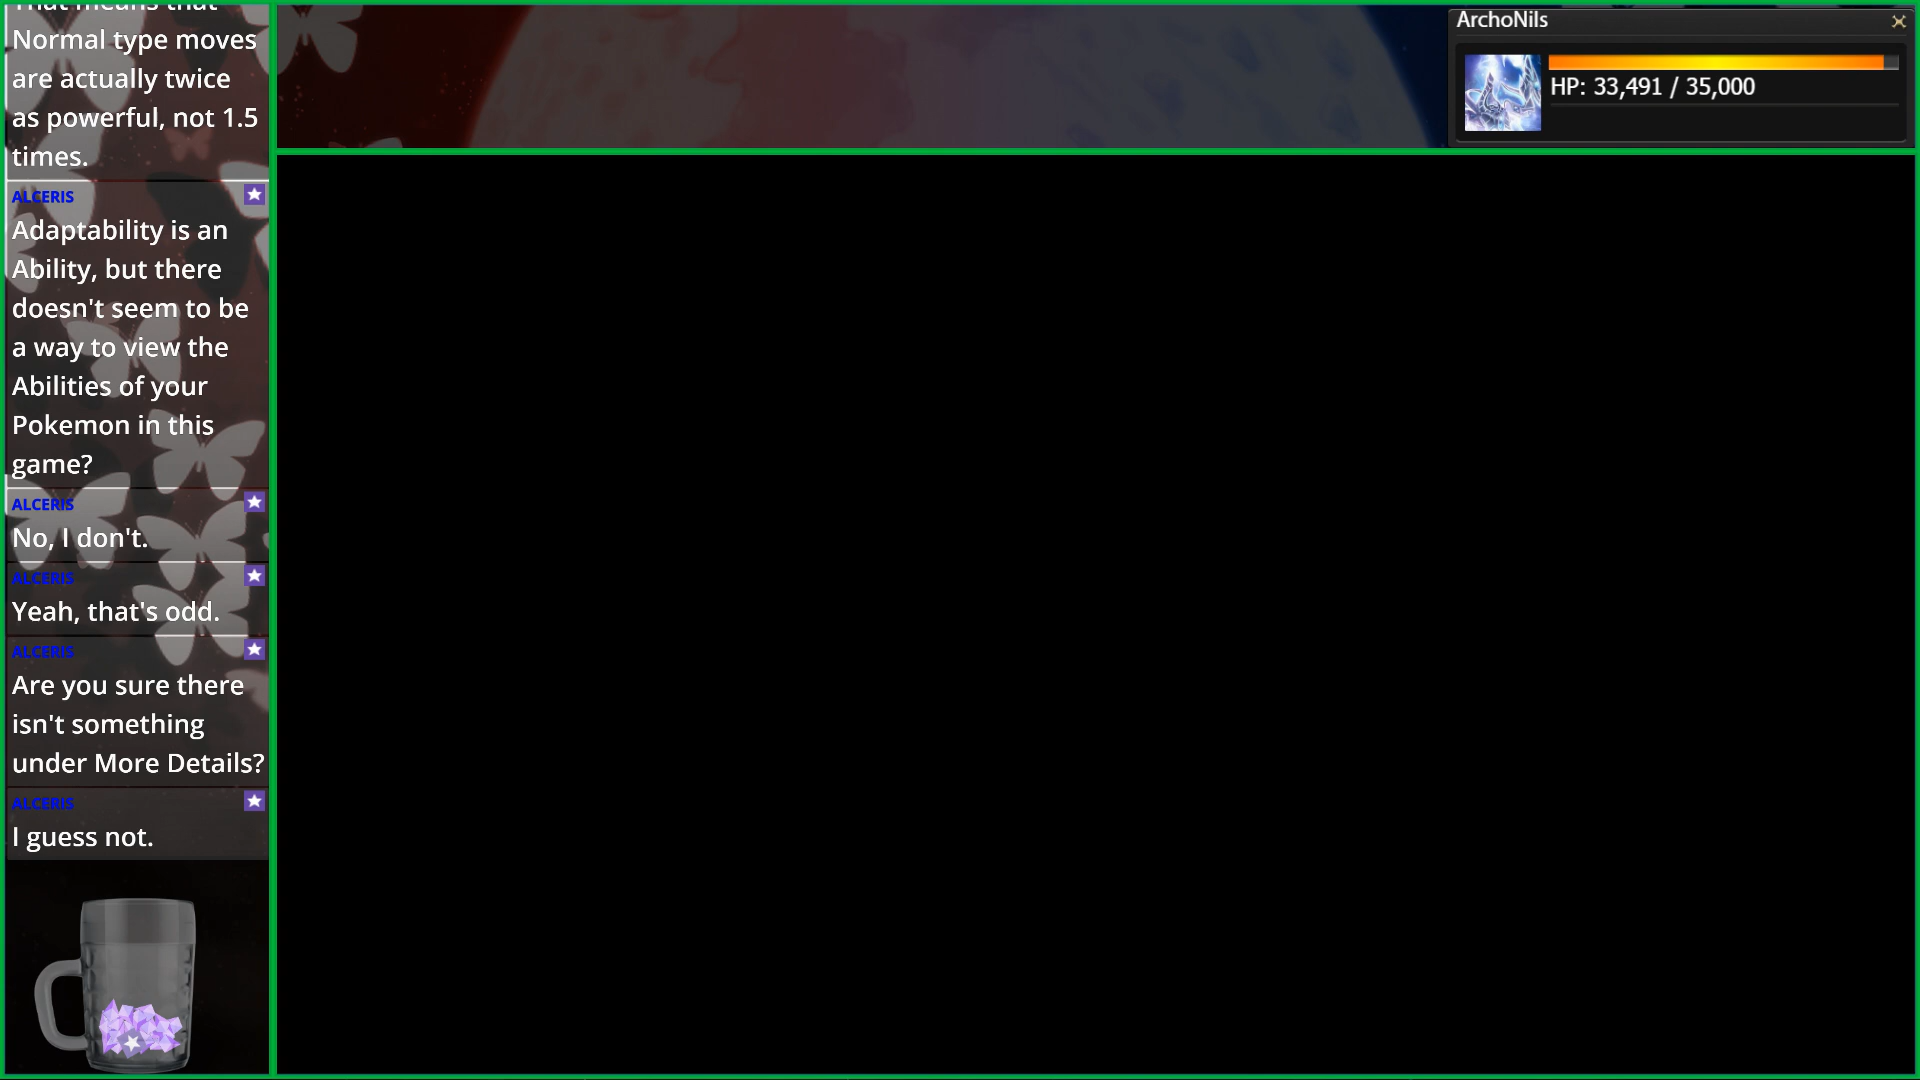 That means that
Normal type moves
are actually twice
as powerful, not 1.5
times.
ALCERIS
Adaptability is an
Ability, but there
doesn't seem to be
a way to view the
Abilities of your
Pokemon in this
game?
ALCERIS
No, I don't.
ALCERIS
Yeah, that's odd.
ALCERIS
Are you sure there
isn't something
under More Details?
ALCERIS
I guess not.
ArchoNils
HP: 33,491 / 35,000